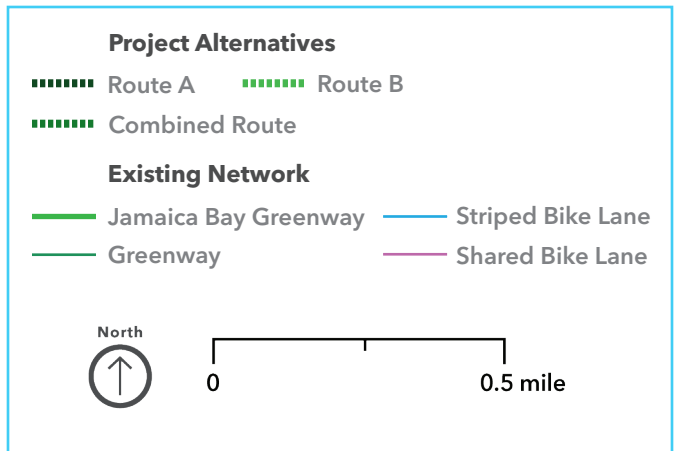 Project Alternatives
Route A Route B
Combined Route
Existing Network
Jamaica Bay Greenway Striped Bike Lane
Greenway Shared Bike Lane
North
0 0.5 mile